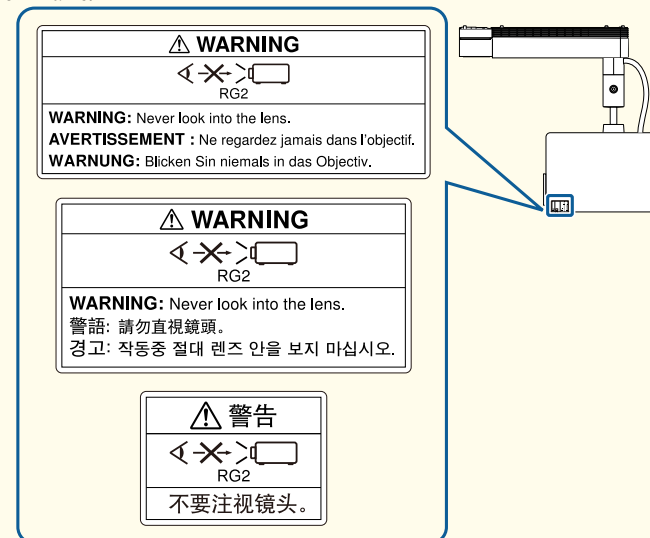 ⚠ WARNING
RG2
WARNING: Never look into the lens.
AVERTISSEMENT : Ne regardez jamais dans l'objectif.
WARNUNG: Blicken Sin niemals in das Objectiv.
⚠ WARNING
RG2
WARNING: Never look into the lens.
警語: 請勿直視鏡頭。
경고: 작동중 절대 렌즈 안을 보지 마십시오.
⚠ 警告
RG2
不要注视镜头。